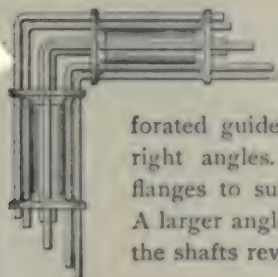 forated guide
right angles.
flanges to su
A larger angl
the shafts rev